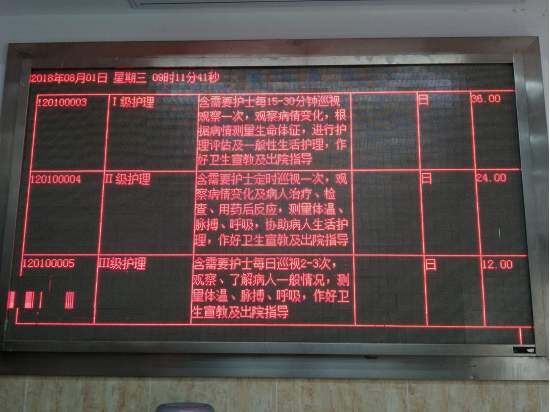 2018年08月01日 星期三 09时11分41秒
120100003 Ⅰ级护理 含需要护士每15-30分钟巡视 日 36.00
观察一次，观察病情变化，根
据病情测量生命体征，进行护
理评估及一般性生活护理，作
好卫生宣教及出院指导
120100004 Ⅱ级护理 含需要护士定时巡视一次，观 日 24.00
察病情变化及病人治疗、检
查、用药后反应，测量体温、
脉搏、呼吸，协助病人生活护
理，作好卫生宣教及出院指导
120100005 Ⅲ级护理 含需要护士每日巡视2-3次， 日 12.00
观察、了解病人一般情况，测
量体温、脉搏、呼吸，作好卫
生宣教及出院指导